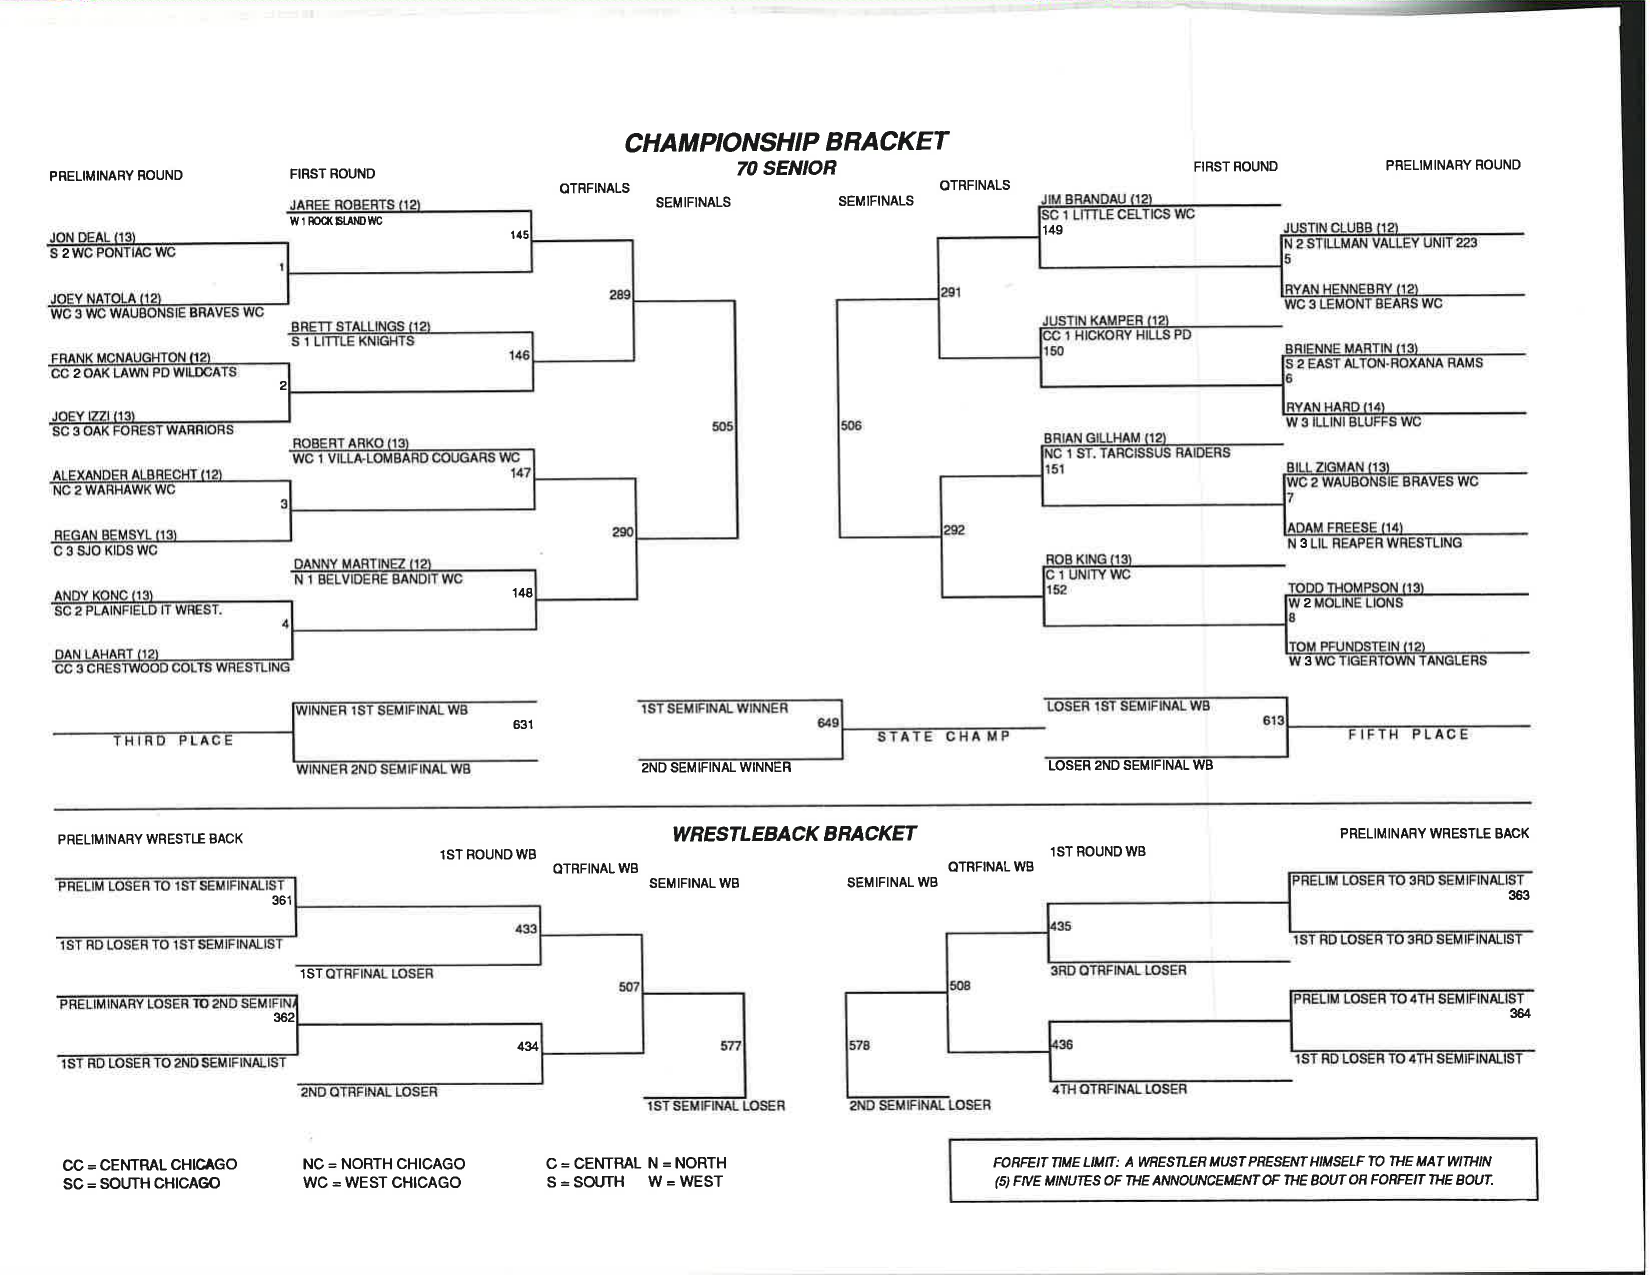 CHAMPIONSHIP BRACKET
70 SENIOR
PRELIMINARY ROUND
FIRST ROUND
QTRFINALS
SEMIFINALS
SEMIFINALS
QTRFINALS
FIRST ROUND
PRELIMINARY ROUND
JAREE ROBERTS (12)
W 1 ROCK ISLAND WC
145
JON DEAL (13)
S 2 WC PONTIAC WC
1
JOEY NATOLA (12)
WC 3 WC WAUBONSIE BRAVES WC
289
BRETT STALLINGS (12)
S 1 LITTLE KNIGHTS
146
FRANK MCNAUGHTON (12)
CC 2 OAK LAWN PD WILDCATS
2
JOEY IZZI (13)
SC 3 OAK FOREST WARRIORS
505
ROBERT ARKO (13)
WC 1 VILLA-LOMBARD COUGARS WC
147
ALEXANDER ALBRECHT (12)
NC 2 WARHAWK WC
3
REGAN BEMSYL (13)
C 3 SJO KIDS WC
290
DANNY MARTINEZ (12)
N 1 BELVIDERE BANDIT WC
148
ANDY KONC (13)
SC 2 PLAINFIELD IT WREST.
4
DAN LAHART (12)
CC 3 CRESTWOOD COLTS WRESTLING
JIM BRANDAU (12)
SC 1 LITTLE CELTICS WC
149
JUSTIN CLUBB (12)
N 2 STILLMAN VALLEY UNIT 223
5
RYAN HENNEBRY (12)
WC 3 LEMONT BEARS WC
291
JUSTIN KAMPER (12)
CC 1 HICKORY HILLS PD
150
BRIENNE MARTIN (13)
S 2 EAST ALTON-ROXANA RAMS
6
RYAN HARD (14)
W 3 ILLINI BLUFFS WC
506
BRIAN GILLHAM (12)
NC 1 ST. TARCISSUS RAIDERS
151
BILL ZIGMAN (13)
WC 2 WAUBONSIE BRAVES WC
7
ADAM FREESE (14)
N 3 LIL REAPER WRESTLING
292
ROB KING (13)
C 1 UNITY WC
152
TODD THOMPSON (13)
W 2 MOLINE LIONS
8
TOM PFUNDSTEIN (12)
W 3 WC TIGERTOWN TANGLERS
WINNER 1ST SEMIFINAL WB
631
THIRD PLACE
WINNER 2ND SEMIFINAL WB
1ST SEMIFINAL WINNER
649
STATE CHAMP
2ND SEMIFINAL WINNER
LOSER 1ST SEMIFINAL WB
613
FIFTH PLACE
LOSER 2ND SEMIFINAL WB
WRESTLEBACK BRACKET
PRELIMINARY WRESTLE BACK
1ST ROUND WB
QTRFINAL WB
SEMIFINAL WB
SEMIFINAL WB
QTRFINAL WB
1ST ROUND WB
PRELIMINARY WRESTLE BACK
PRELIM LOSER TO 1ST SEMIFINALIST
361
1ST RD LOSER TO 1ST SEMIFINALIST
433
1ST QTRFINAL LOSER
507
PRELIMINARY LOSER TO 2ND SEMIFINA
362
1ST RD LOSER TO 2ND SEMIFINALIST
434
2ND QTRFINAL LOSER
577
1ST SEMIFINAL LOSER
PRELIM LOSER TO 3RD SEMIFINALIST
363
1ST RD LOSER TO 3RD SEMIFINALIST
435
3RD QTRFINAL LOSER
508
PRELIM LOSER TO 4TH SEMIFINALIST
364
1ST RD LOSER TO 4TH SEMIFINALIST
436
4TH QTRFINAL LOSER
578
2ND SEMIFINAL LOSER
CC = CENTRAL CHICAGO NC = NORTH CHICAGO C = CENTRAL N = NORTH
SC = SOUTH CHICAGO WC = WEST CHICAGO S = SOUTH W = WEST
FORFEIT TIME LIMIT: A WRESTLER MUST PRESENT HIMSELF TO THE MAT WITHIN
(5) FIVE MINUTES OF THE ANNOUNCEMENT OF THE BOUT OR FORFEIT THE BOUT.